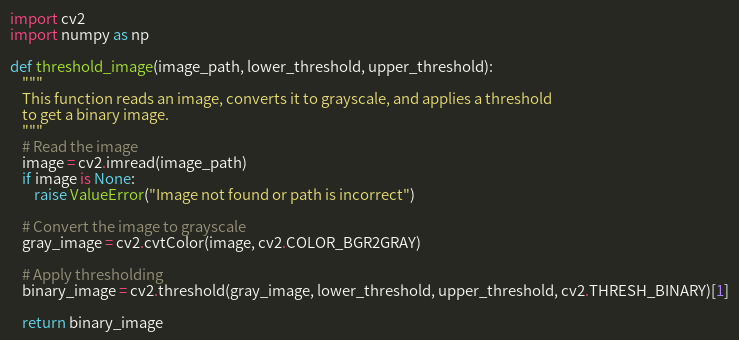 import cv2
import numpy as np
def threshold_image(image_path, lower_threshold, upper_threshold):
"""
This function reads an image, converts it to grayscale, and applies a threshold
to get a binary image.
"""
# Read the image
image = cv2.imread(image_path)
if image is None:
raise ValueError("Image not found or path is incorrect")
# Convert the image to grayscale
gray_image = cv2.cvtColor(image, cv2.COLOR_BGR2GRAY)
# Apply thresholding
binary_image = cv2.threshold(gray_image, lower_threshold, upper_threshold, cv2.THRESH_BINARY)[1]
return binary_image